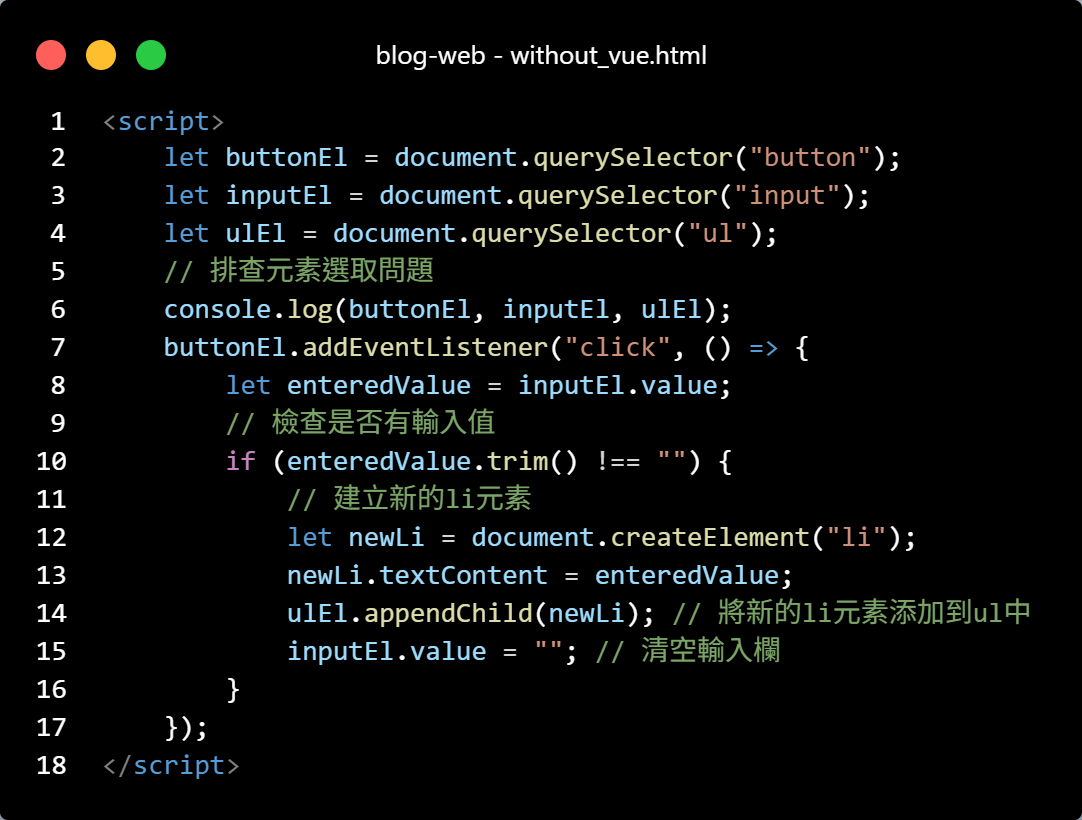 blog-web - without_vue.html
1 <script>
2     let buttonEl = document.querySelector("button");
3     let inputEl = document.querySelector("input");
4     let ulEl = document.querySelector("ul");
5     // 排查元素選取問題
6     console.log(buttonEl, inputEl, ulEl);
7     buttonEl.addEventListener("click", () => {
8         let enteredValue = inputEl.value;
9         // 檢查是否有輸入值
10         if (enteredValue.trim() !== "") {
11             // 建立新的li元素
12             let newLi = document.createElement("li");
13             newLi.textContent = enteredValue;
14             ulEl.appendChild(newLi); // 將新的li元素添加到ul中
15             inputEl.value = ""; // 清空輸入欄
16         }
17     });
18 </script>